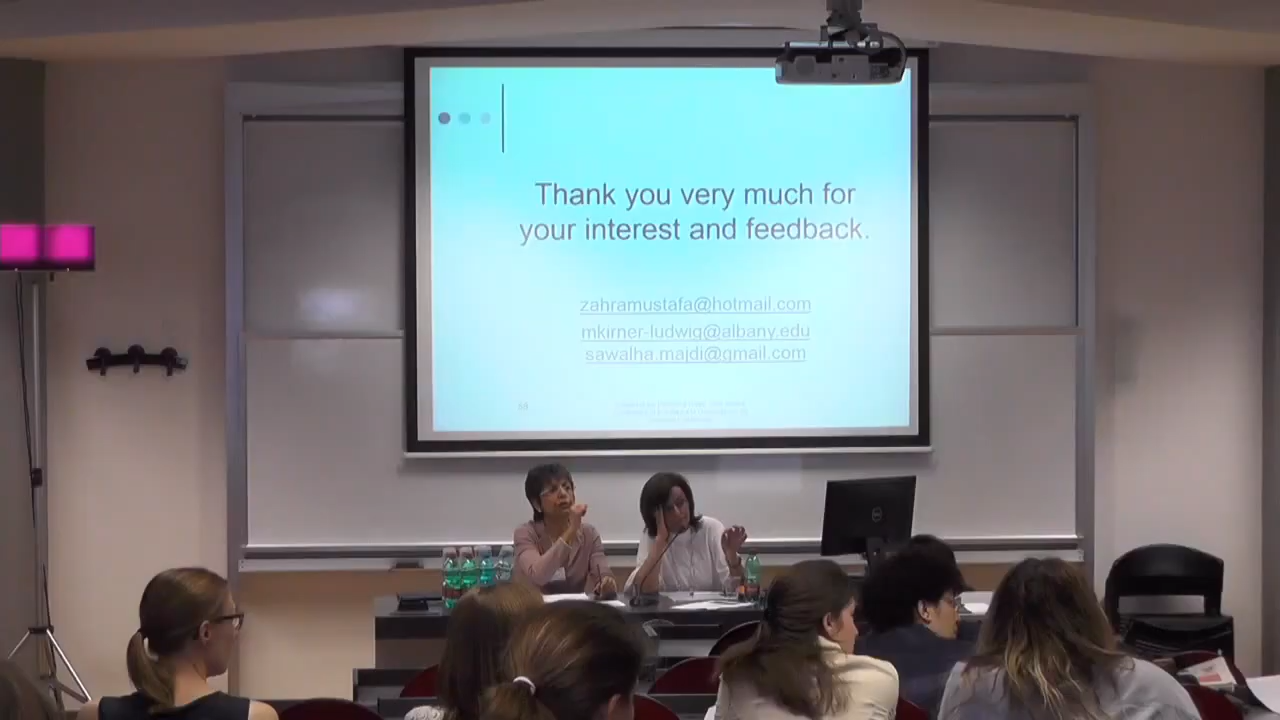 Thank you very much for
your interest and feedback.
zahramustafa@hotmail.com
mkirner-ludwig@albany.edu
sawalha.majdi@gmail.com